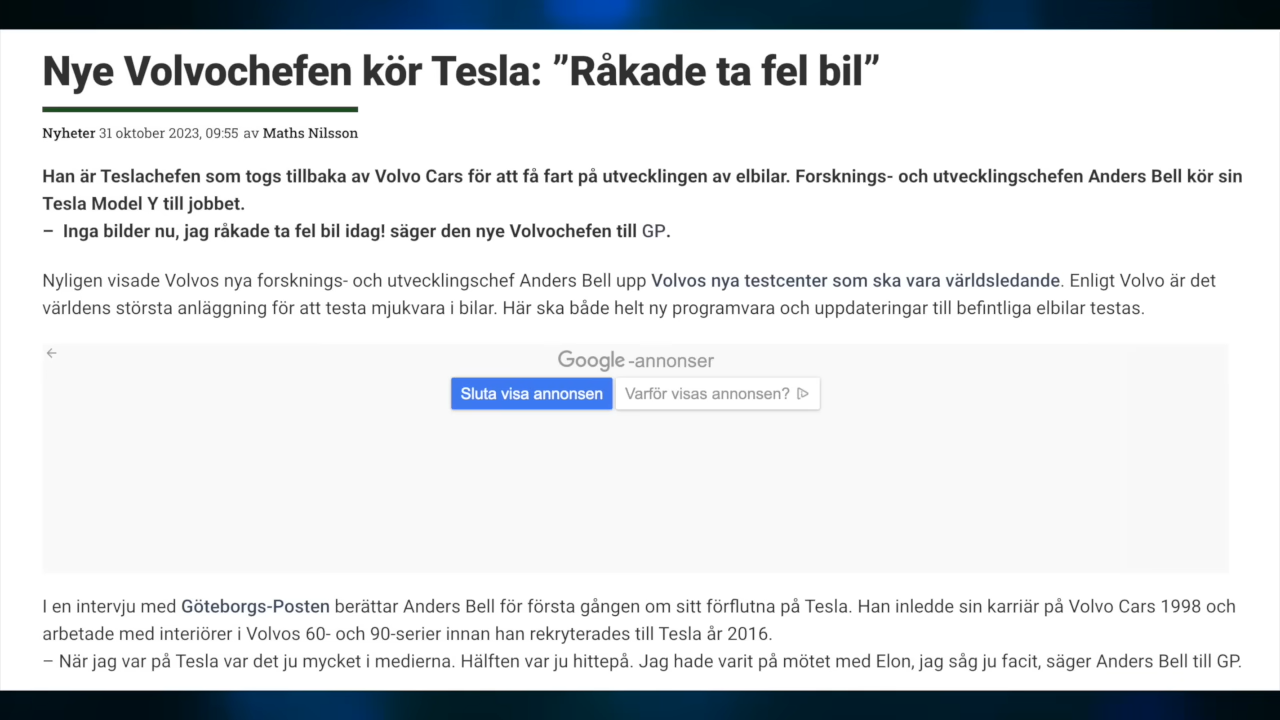 Nye Volvochefen kör Tesla: ”Råkade ta fel bil”
Nyheter 31 oktober 2023, 09:55 av Maths Nilsson
Han är Teslachefen som togs tillbaka av Volvo Cars för att få fart på utvecklingen av elbilar. Forsknings- och utvecklingschefen Anders Bell kör sin
Tesla Model Y till jobbet.
– Inga bilder nu, jag råkade ta fel bil idag! säger den nye Volvochefen till GP.
Nyligen visade Volvos nya forsknings- och utvecklingschef Anders Bell upp Volvos nya testcenter som ska vara världsledande. Enligt Volvo är det
världens största anläggning för att testa mjukvara i bilar. Här ska både helt ny programvara och uppdateringar till befintliga elbilar testas.
Google-annonser
Sluta visa annonsen Varför visas annonsen?
I en intervju med Göteborgs-Posten berättar Anders Bell för första gången om sitt förflutna på Tesla. Han inledde sin karriär på Volvo Cars 1998 och
arbetade med interiörer i Volvos 60- och 90-serier innan han rekryterades till Tesla år 2016.
– När jag var på Tesla var det ju mycket i medierna. Hälften var ju hittepå. Jag hade varit på mötet med Elon, jag såg ju facit, säger Anders Bell till GP.